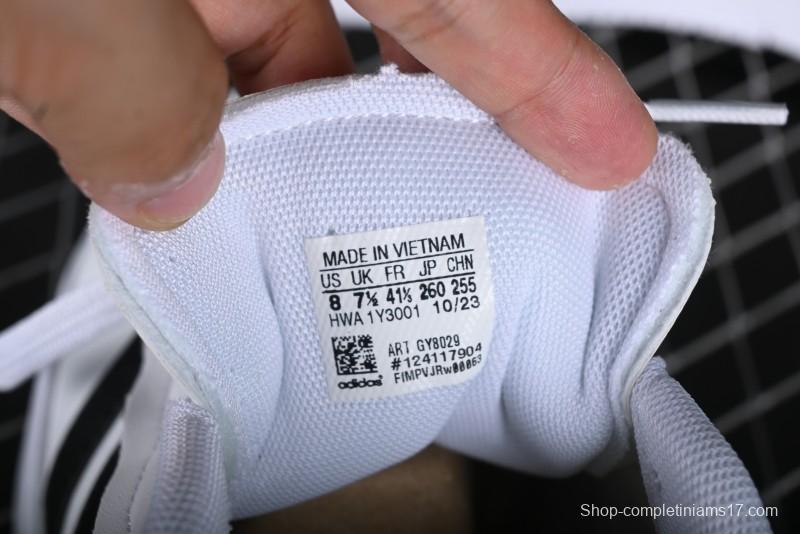 MADE IN VIETNAM
US UK FR JP CHN
8 7½ 41⅓ 260 255
HWA 1Y3001 10/23
ART GY8029
#124117904
FIMPVJRw00063
adidas
Shop-completiniams17.com